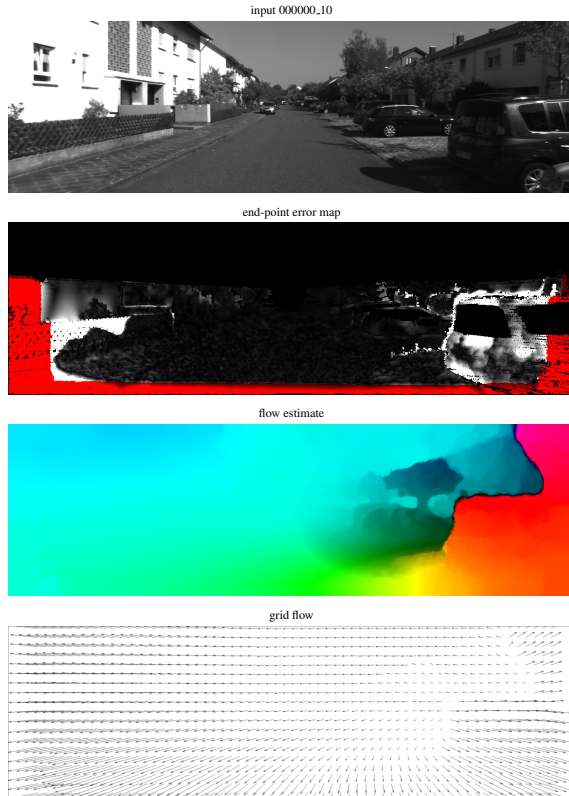 input 000000_10
end-point error map
flow estimate
grid flow